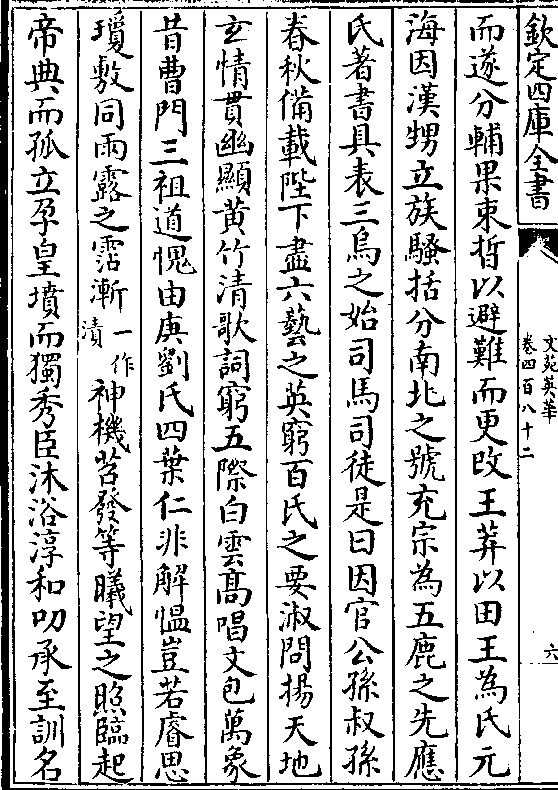 欽定四庫全書
文苑英華
卷四百八十二
六
而遂分輔果束晳以避難而更改王莽以田王為氏元
海因漢甥立族騷括分南北之號充宗為五鹿之先應
氏著書具表三烏之始司馬司徒是曰因官公孫叔孫
春秋備載陛下盡六藝之英窮百氏之要淑問揚天地
玄情貫幽顯黄竹清歌詞窮五際白雲髙唱文包萬象
昔曹門三祖道愧由庚劉氏四葉仁非解慍豈若睿思
瓊敷同雨露之霑漸一作漬神機苕發等曦望之照臨起
帝典而孤立孕皇墳而獨秀臣沐浴淳和叨承至訓名